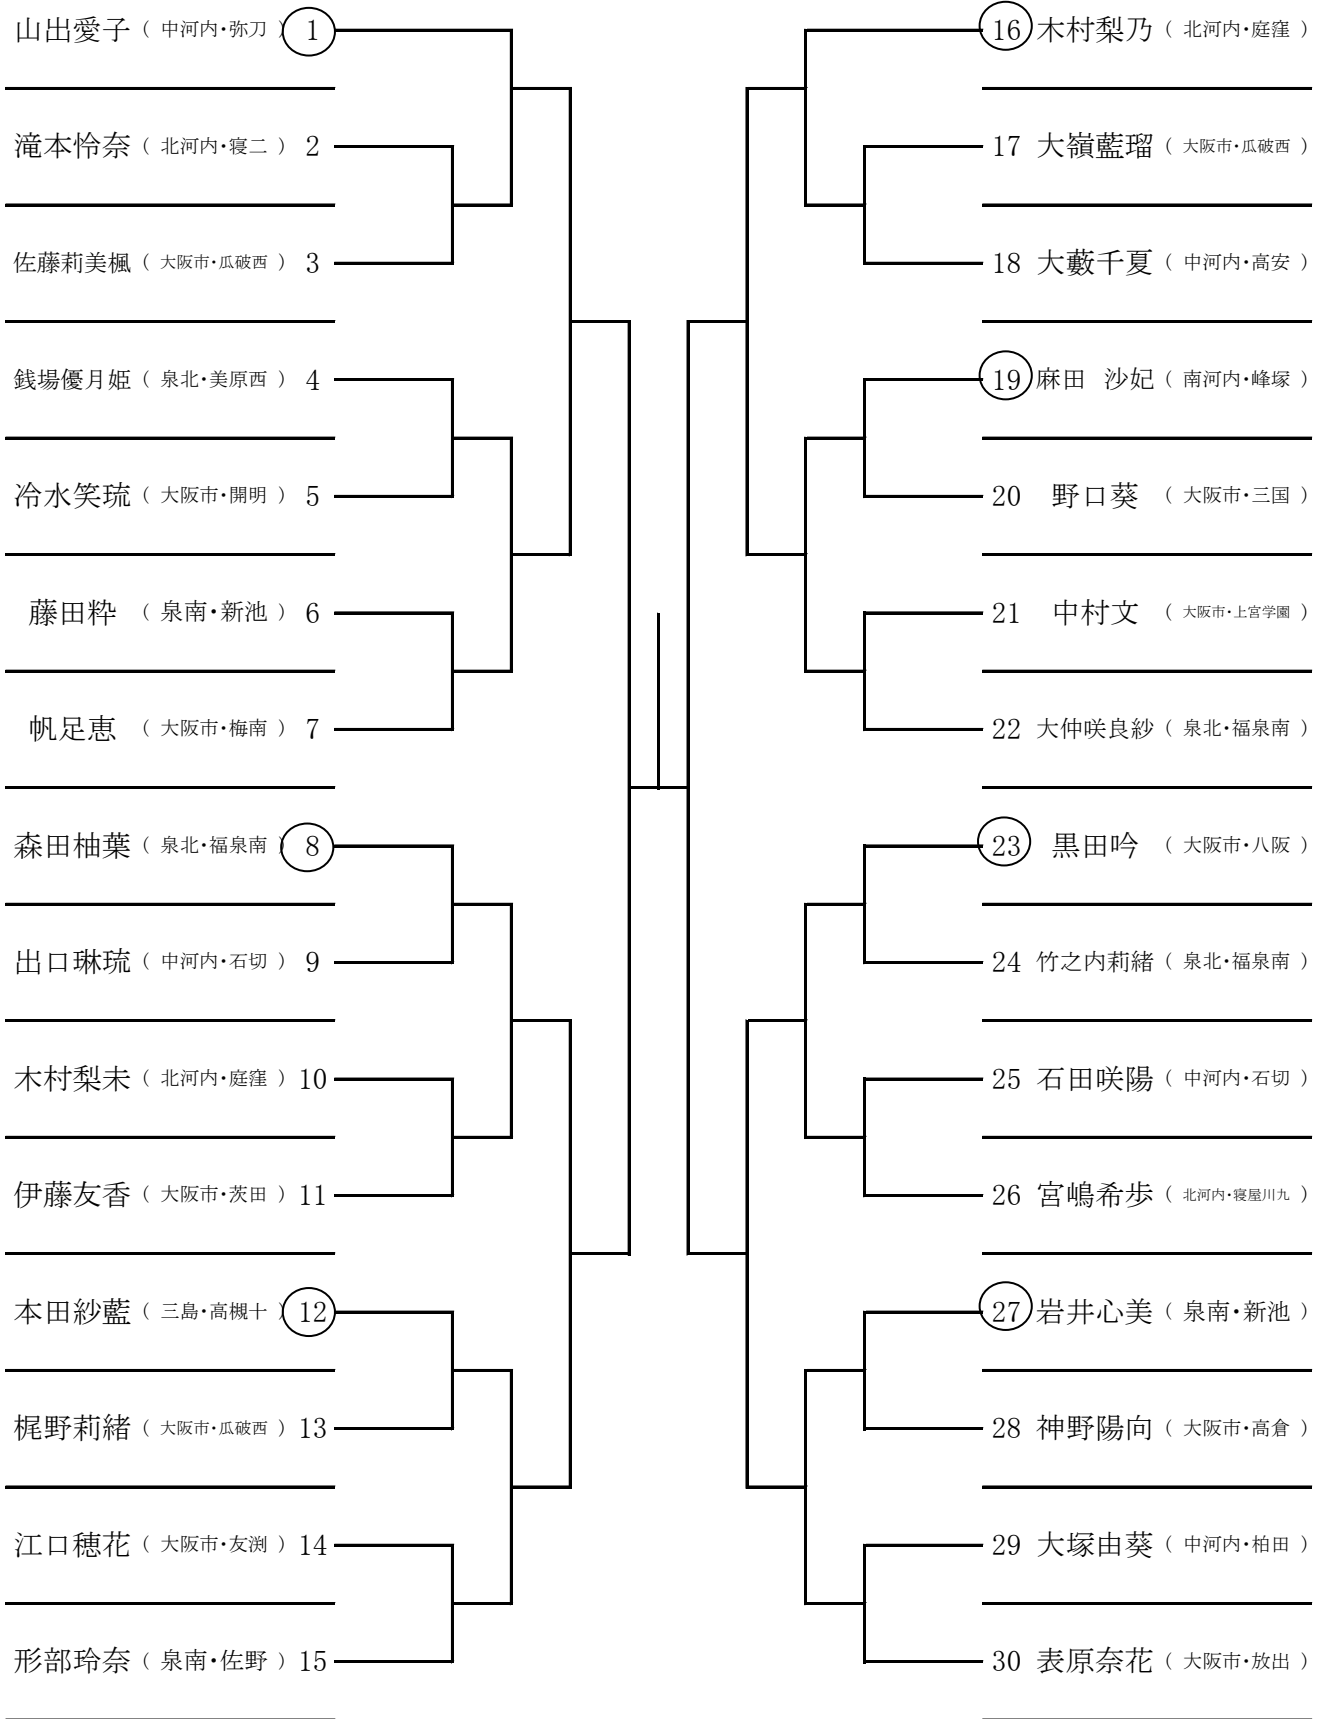 山出愛子 ( 中河内・弥刀 ) 1
滝本怜奈 ( 北河内・寝二 ) 2
佐藤莉美楓 ( 大阪市・瓜破西 ) 3
銭場優月姫 ( 泉北・美原西 ) 4
冷水笑琉 ( 大阪市・開明 ) 5
藤田粋 ( 泉南・新池 ) 6
帆足恵 ( 大阪市・梅南 ) 7
森田柚葉 ( 泉北・福泉南 ) 8
出口琳琉 ( 中河内・石切 ) 9
木村梨未 ( 北河内・庭窪 ) 10
伊藤友香 ( 大阪市・茨田 ) 11
本田紗藍 ( 三島・高槻十 ) 12
梶野莉緒 ( 大阪市・瓜破西 ) 13
江口穂花 ( 大阪市・友渕 ) 14
形部玲奈 ( 泉南・佐野 ) 15
16 木村梨乃 ( 北河内・庭窪 )
17 大嶺藍瑠 ( 大阪市・瓜破西 )
18 大藪千夏 ( 中河内・高安 )
19 麻田 沙妃 ( 南河内・峰塚 )
20 野口葵 ( 大阪市・三国 )
21 中村文 ( 大阪市・上宮学園 )
22 大仲咲良紗 ( 泉北・福泉南 )
23 黒田吟 ( 大阪市・八阪 )
24 竹之内莉緒 ( 泉北・福泉南 )
25 石田咲陽 ( 中河内・石切 )
26 宮嶋希歩 ( 北河内・寝屋川九 )
27 岩井心美 ( 泉南・新池 )
28 神野陽向 ( 大阪市・高倉 )
29 大塚由葵 ( 中河内・柏田 )
30 表原奈花 ( 大阪市・放出 )